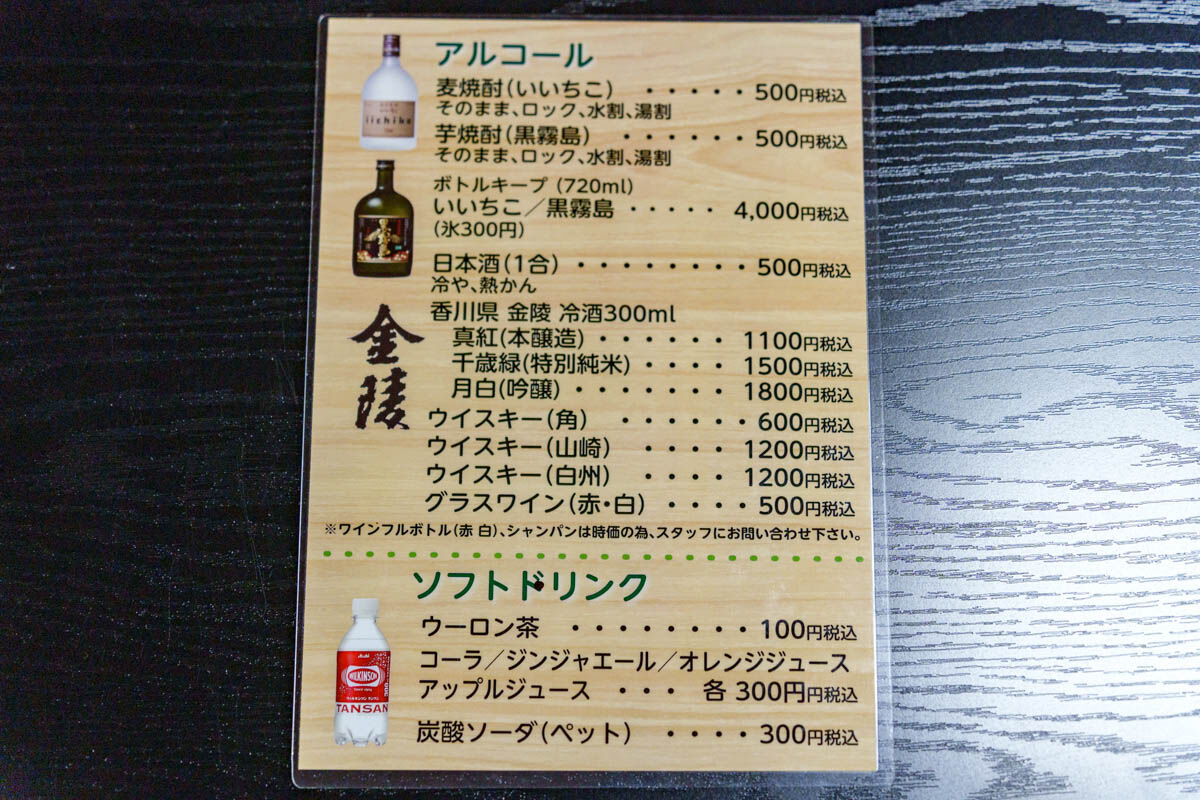 アルコール
麦焼酎(いいちこ) ・・・・・ 500円税込
そのまま、ロック、水割、湯割
芋焼酎(黒霧島) ・・・・・・ 500円税込
そのまま、ロック、水割、湯割
ボトルキープ (720ml)
いいちこ／黒霧島 ・・・・・ 4,000円税込
(氷300円)
日本酒(1合) ・・・・・・・・ 500円税込
冷や、熱かん
香川県 金陵 冷酒300ml
真紅(本醸造) ・・・・・・ 1100円税込
千歳緑(特別純米) ・・・・ 1500円税込
月白(吟醸) ・・・・・・・ 1800円税込
ウイスキー(角) ・・・・・・ 600円税込
ウイスキー(山崎) ・・・・ 1200円税込
ウイスキー(白州) ・・・・ 1200円税込
グラスワイン(赤・白) ・・・・ 500円税込
※ワインフルボトル(赤 白)、シャンパンは時価の為、スタッフにお問い合わせ下さい。
iichiko
金陵
ソフトドリンク
ウーロン茶 ・・・・・・・・ 100円税込
コーラ／ジンジャエール／オレンジジュース
アップルジュース ・・・ 各 300円円税込
炭酸ソーダ(ペット) ・・・・ 300円税込
Asahi
WILKINSON
TANSAN